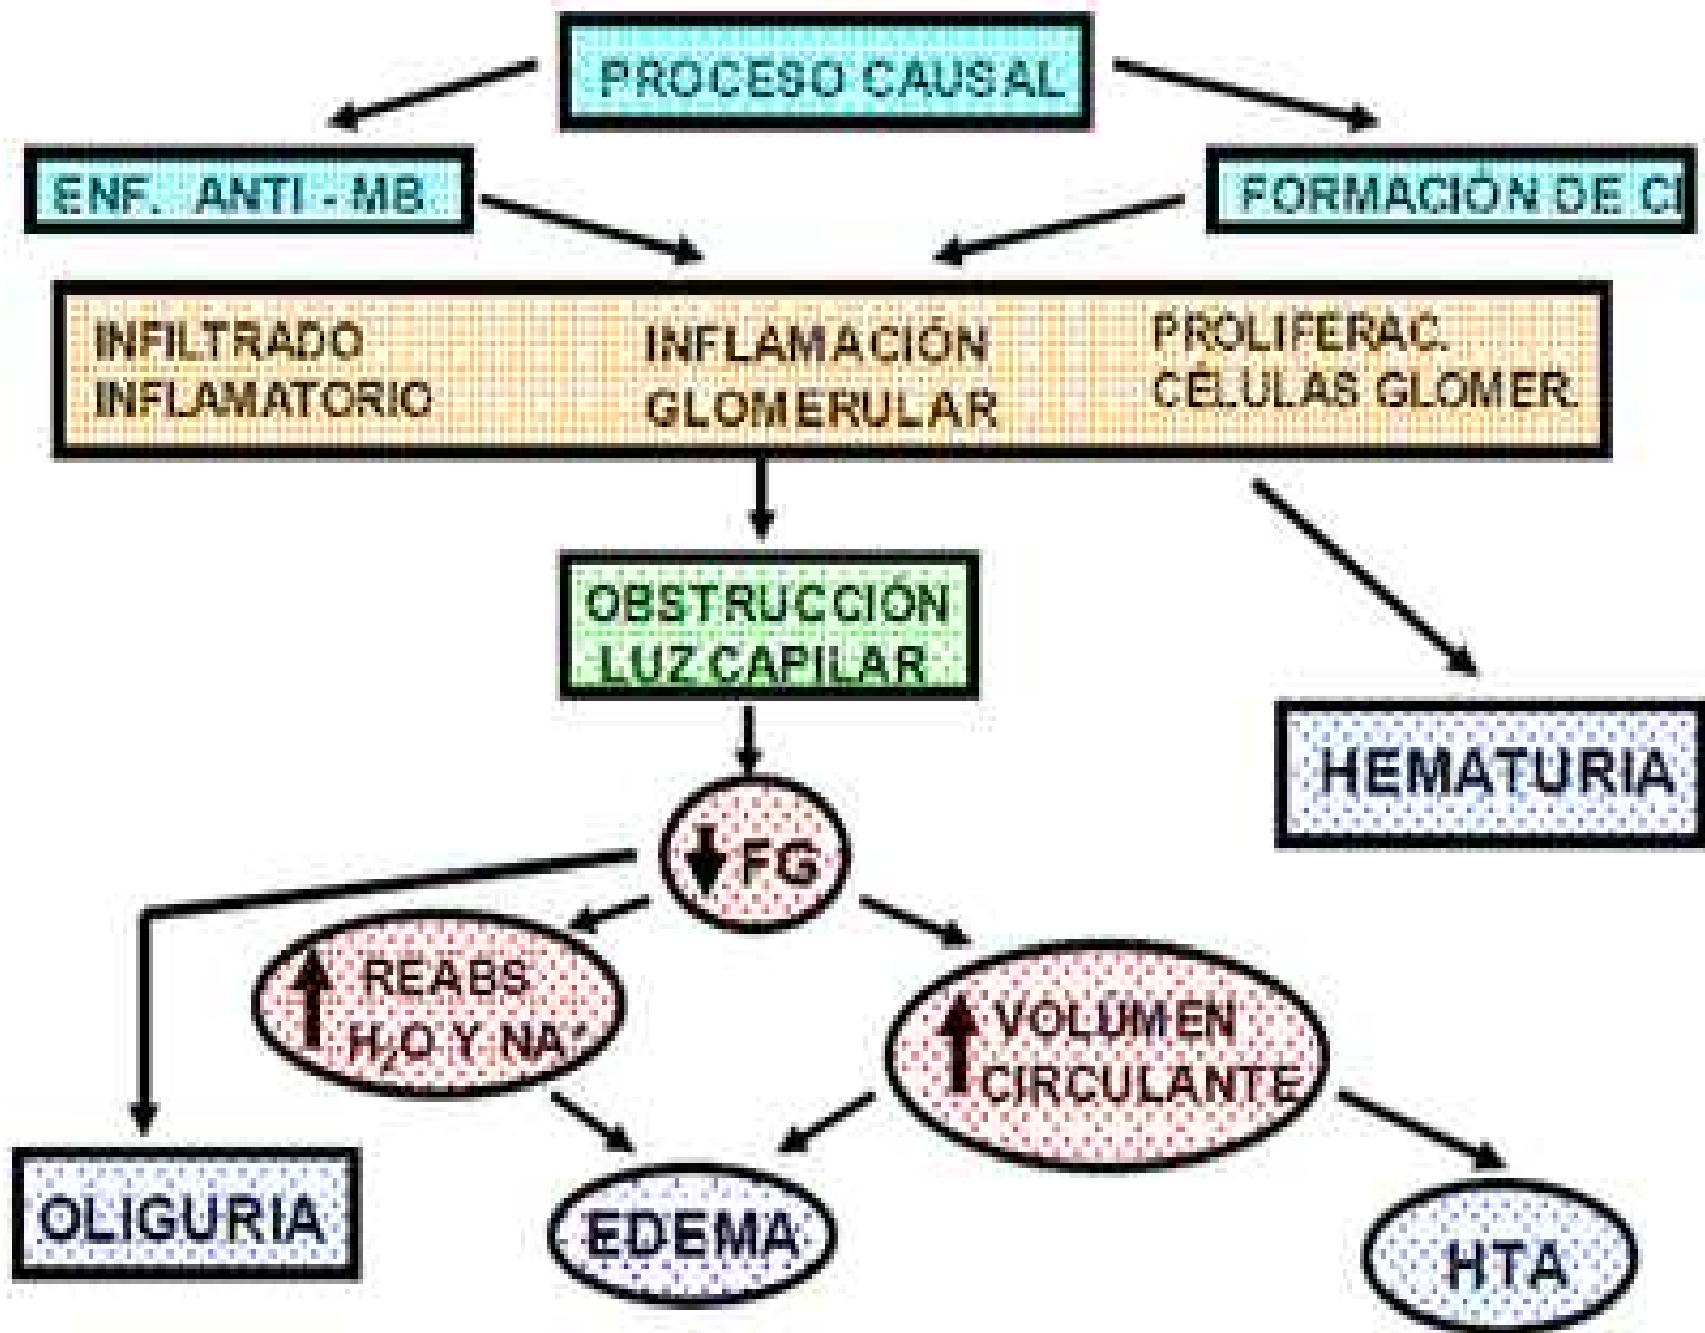 PROCESO CAUSAL
ENF. ANTI - MB
FORMACIÓN DE CI
INFILTRADO
INFLAMATORIO
INFLAMACIÓN
GLOMERULAR
PROLIFERAC.
CÉLULAS GLOMER.
OBSTRUCCIÓN
LUZ CAPILAR
HEMATURIA
↓ FG
↑ REABS
H₂O Y NA⁺
↑ VOLUMEN
CIRCULANTE
OLIGURIA
EDEMA
HTA